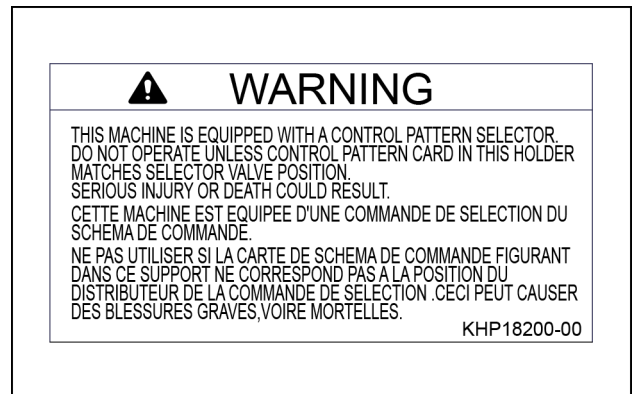 WARNING
THIS MACHINE IS EQUIPPED WITH A CONTROL PATTERN SELECTOR.
DO NOT OPERATE UNLESS CONTROL PATTERN CARD IN THIS HOLDER
MATCHES SELECTOR VALVE POSITION.
SERIOUS INJURY OR DEATH COULD RESULT.
CETTE MACHINE EST EQUIPEE D'UNE COMMANDE DE SELECTION DU
SCHEMA DE COMMANDE.
NE PAS UTILISER SI LA CARTE DE SCHEMA DE COMMANDE FIGURANT
DANS CE SUPPORT NE CORRESPOND PAS A LA POSITION DU
DISTRIBUTEUR DE LA COMMANDE DE SELECTION .CECI PEUT CAUSER
DES BLESSURES GRAVES,VOIRE MORTELLES.
KHP18200-00